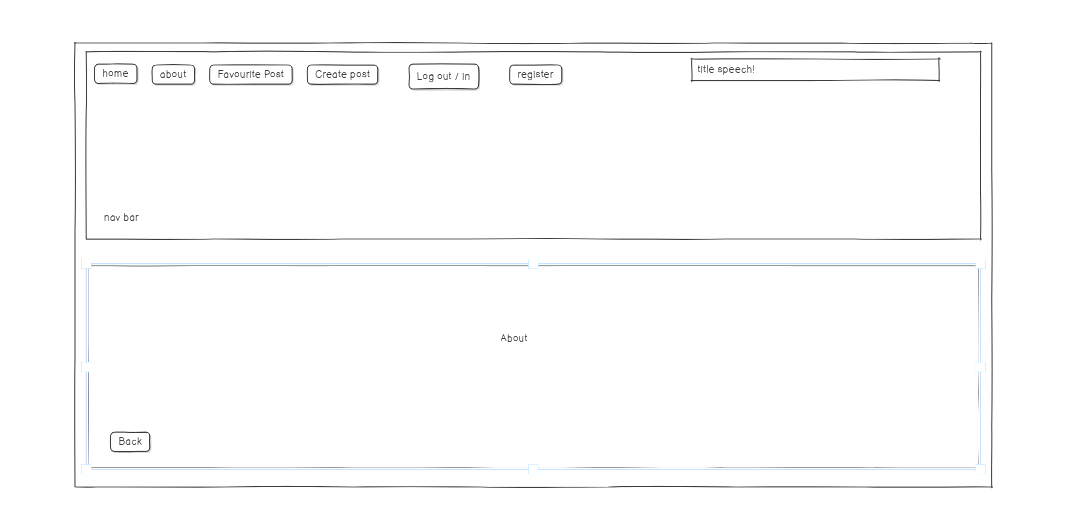 home about Favourite Post Create post Log out / in register title speech!
nav bar
About
Back